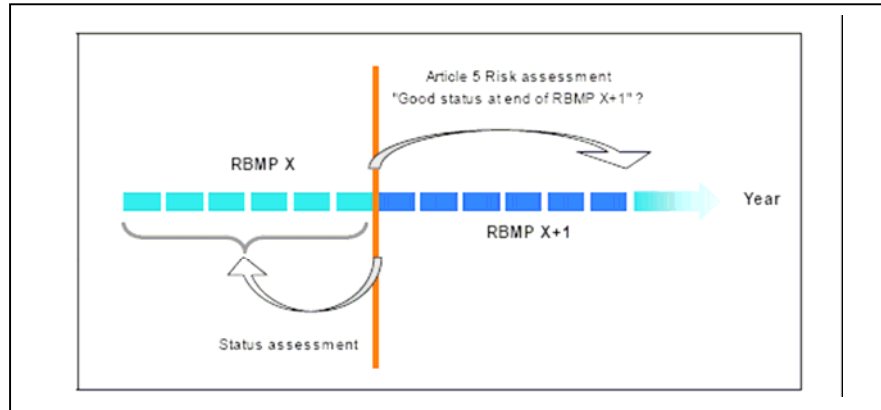 Article 5 Risk assessment
"Good status at end of RBMP X+1" ?
RBMP X
Year
RBMP X+1
Status assessment